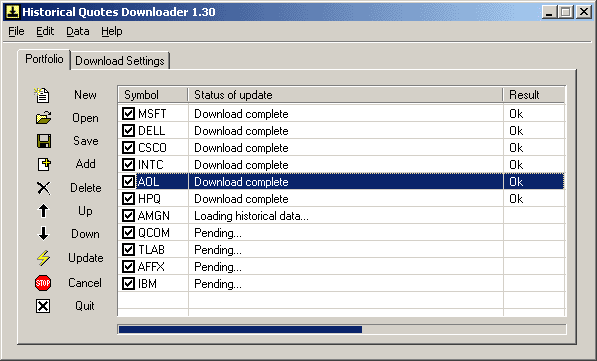 Historical Quotes Downloader 1.30
File Edit Data Help
Portfolio Download Settings
New
Open
Save
Add
Delete
Up
Down
Update
STOP Cancel
Quit
Symbol Status of update Result
MSFT Download complete Ok
DELL Download complete Ok
CSCO Download complete Ok
INTC Download complete Ok
AOL Download complete Ok
HPQ Download complete Ok
AMGN Loading historical data...
QCOM Pending...
TLAB Pending...
AFFX Pending...
IBM Pending...